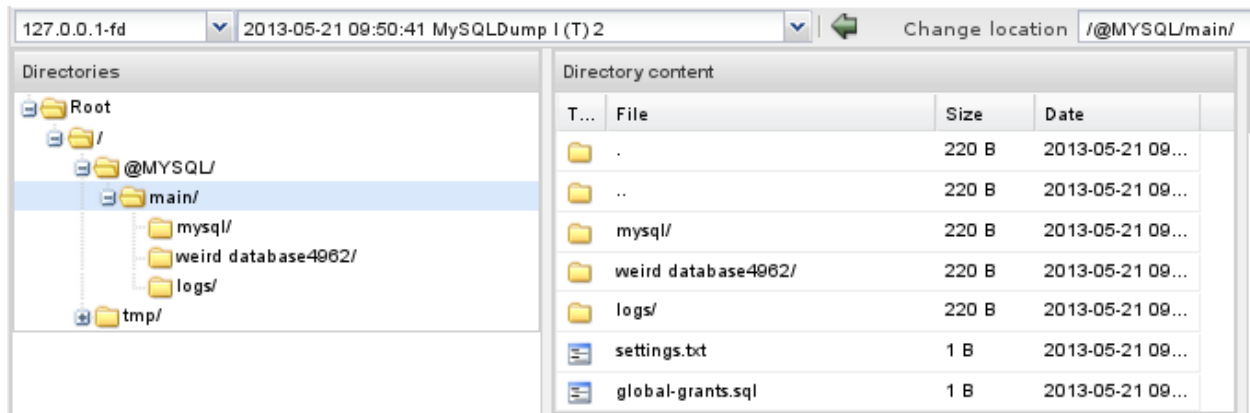 127.0.0.1-fd 2013-05-21 09:50:41 MySQLDump I (T) 2 Change location /@MYSQL/main/
Directories
Root
/
@MYSQL/
main/
mysql/
weird database4962/
logs/
tmp/
Directory content
T... File Size Date
. 220 B 2013-05-21 09...
.. 220 B 2013-05-21 09...
mysql/ 220 B 2013-05-21 09...
weird database4962/ 220 B 2013-05-21 09...
logs/ 220 B 2013-05-21 09...
settings.txt 1 B 2013-05-21 09...
global-grants.sql 1 B 2013-05-21 09...